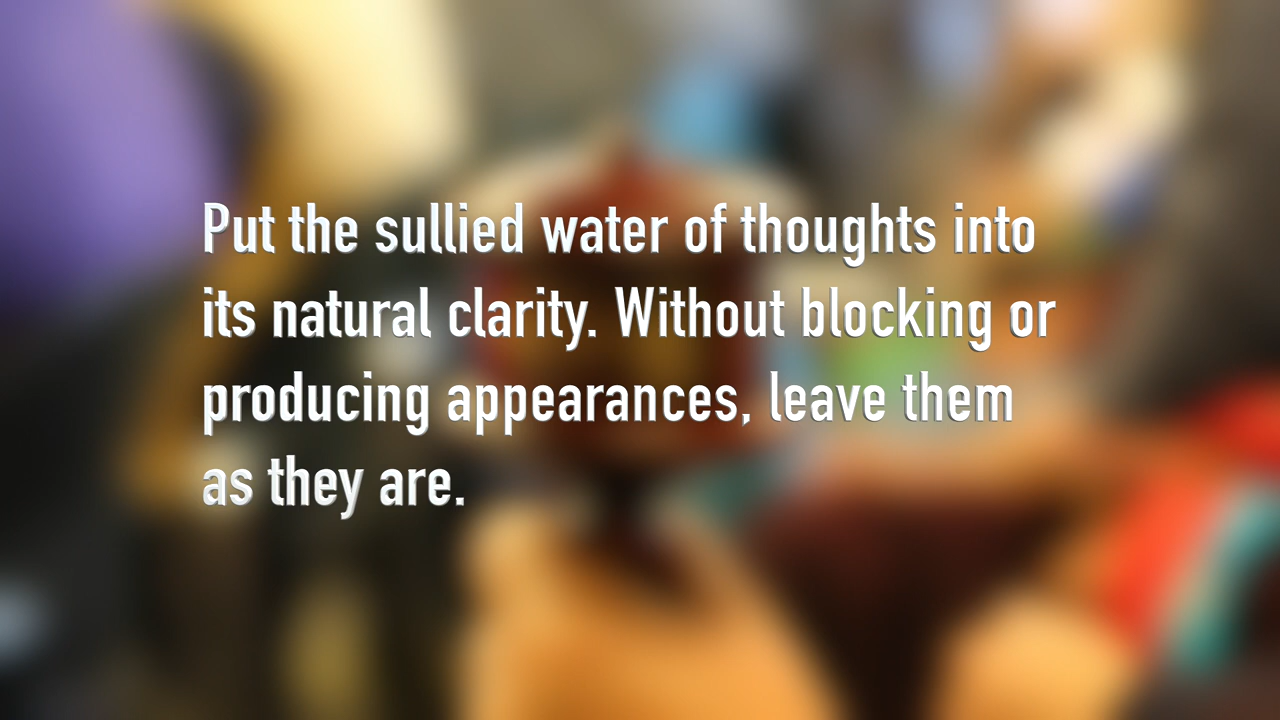 Put the sullied water of thoughts into
its natural clarity. Without blocking or
producing appearances, leave them
as they are.